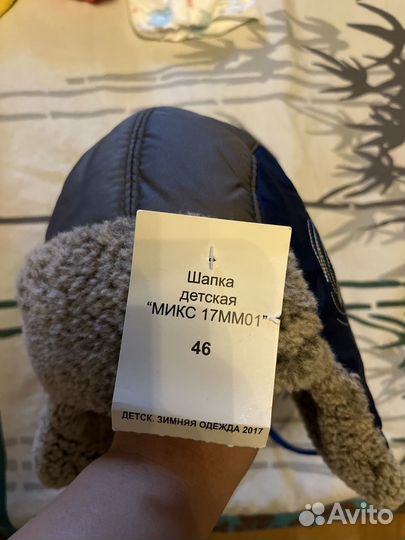 Шапка
детская
"МИКС 17ММ01"
46
ДЕТСК. ЗИМНЯЯ ОДЕЖДА 2017
Avito